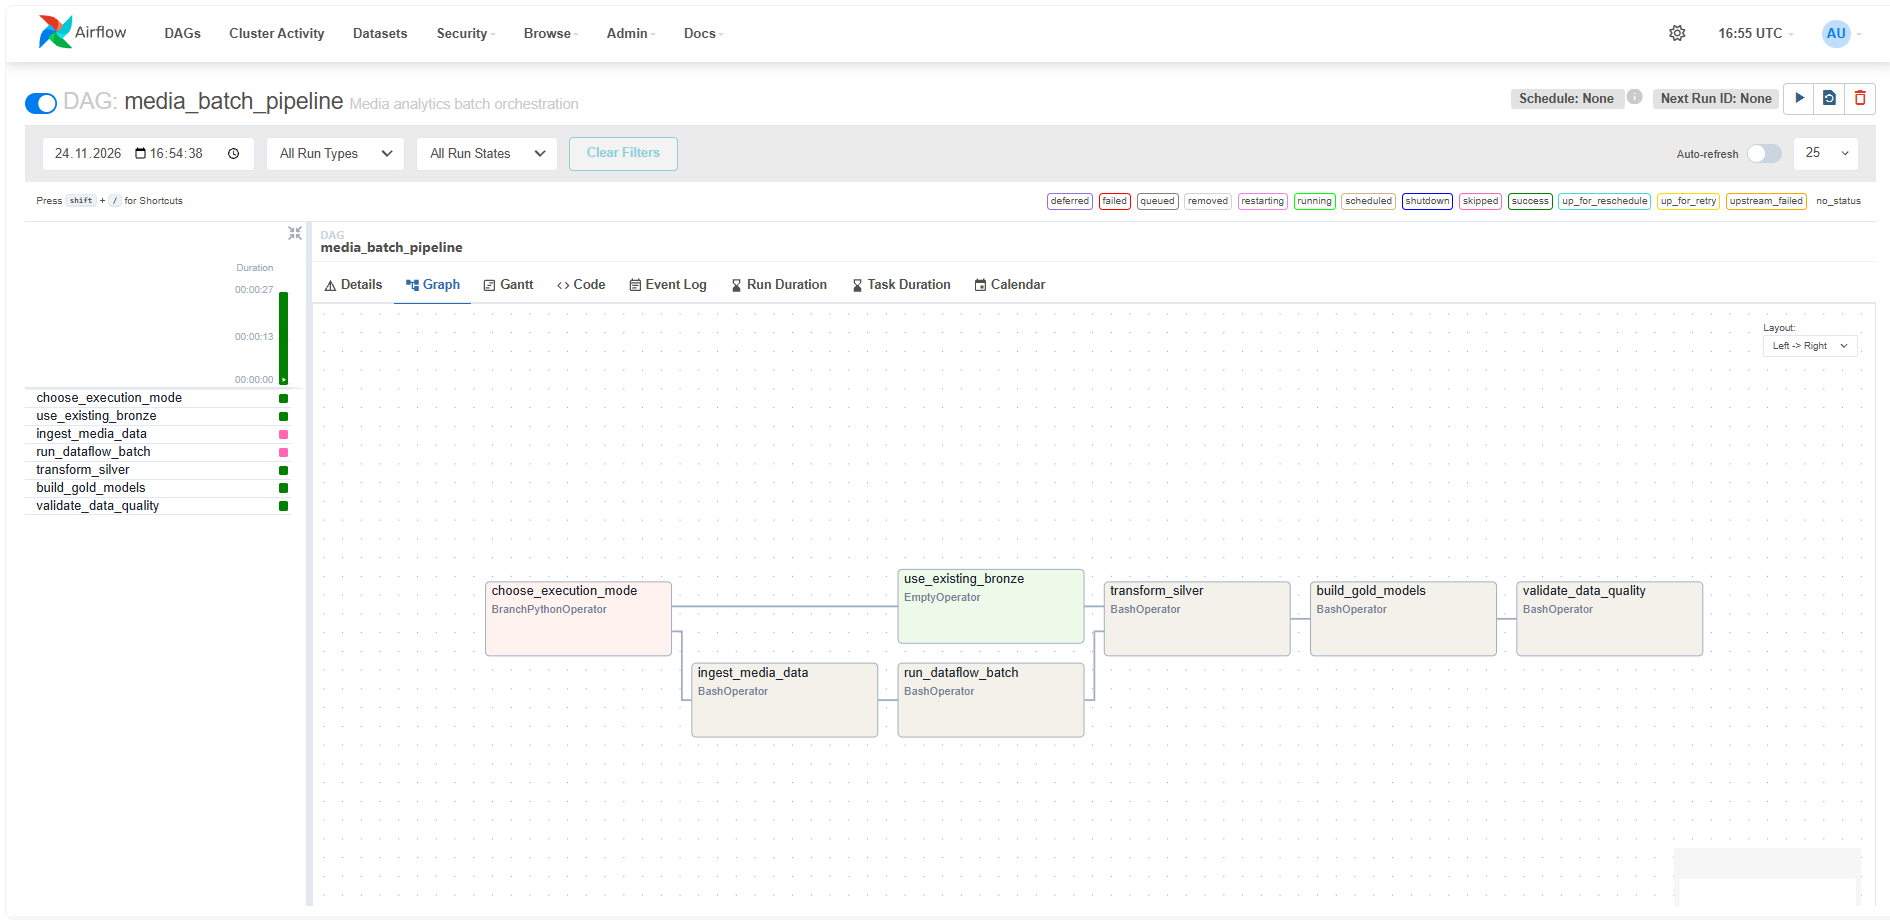 Airflow DAGs Cluster Activity Datasets Security Browse Admin Docs 16:55 UTC AU
DAG: media_batch_pipeline Media analytics batch orchestration Schedule: None i Next Run ID: None
24.11.2026 16:54:38 All Run Types All Run States Clear Filters Auto-refresh 25
Press shift + / for Shortcuts deferred failed queued removed restarting running scheduled shutdown skipped success up_for_reschedule up_for_retry upstream_failed no_status
DAG
media_batch_pipeline
Duration
00:00:27
00:00:13
00:00:00
choose_execution_mode
use_existing_bronze
ingest_media_data
run_dataflow_batch
transform_silver
build_gold_models
validate_data_quality
Details Graph Gantt Code Event Log Run Duration Task Duration Calendar
Layout:
Left -> Right
choose_execution_mode
BranchPythonOperator
use_existing_bronze
EmptyOperator
ingest_media_data
BashOperator
run_dataflow_batch
BashOperator
transform_silver
BashOperator
build_gold_models
BashOperator
validate_data_quality
BashOperator